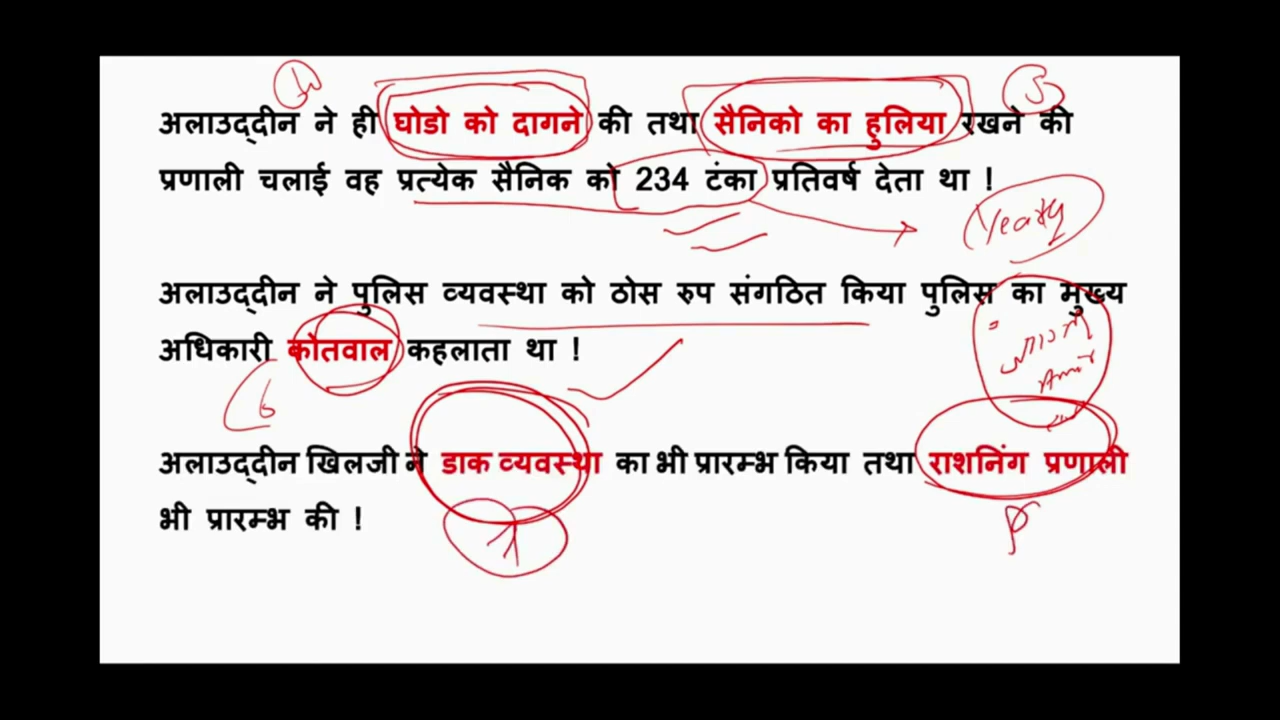 अलाउद्दीन ने ही घोडो को दागने की तथा सैनिको का हुलिया रखने की
प्रणाली चलाई वह प्रत्येक सैनिक को 234 टंका प्रतिवर्ष देता था !
Yearly
अलाउद्दीन ने पुलिस व्यवस्था को ठोस रुप संगठित किया पुलिस का मुख्य
अधिकारी कोतवाल कहलाता था !
6
अलाउद्दीन खिलजी ने डाक व्यवस्था का भी प्रारम्भ किया तथा राशनिंग प्रणाली
भी प्रारम्भ की !